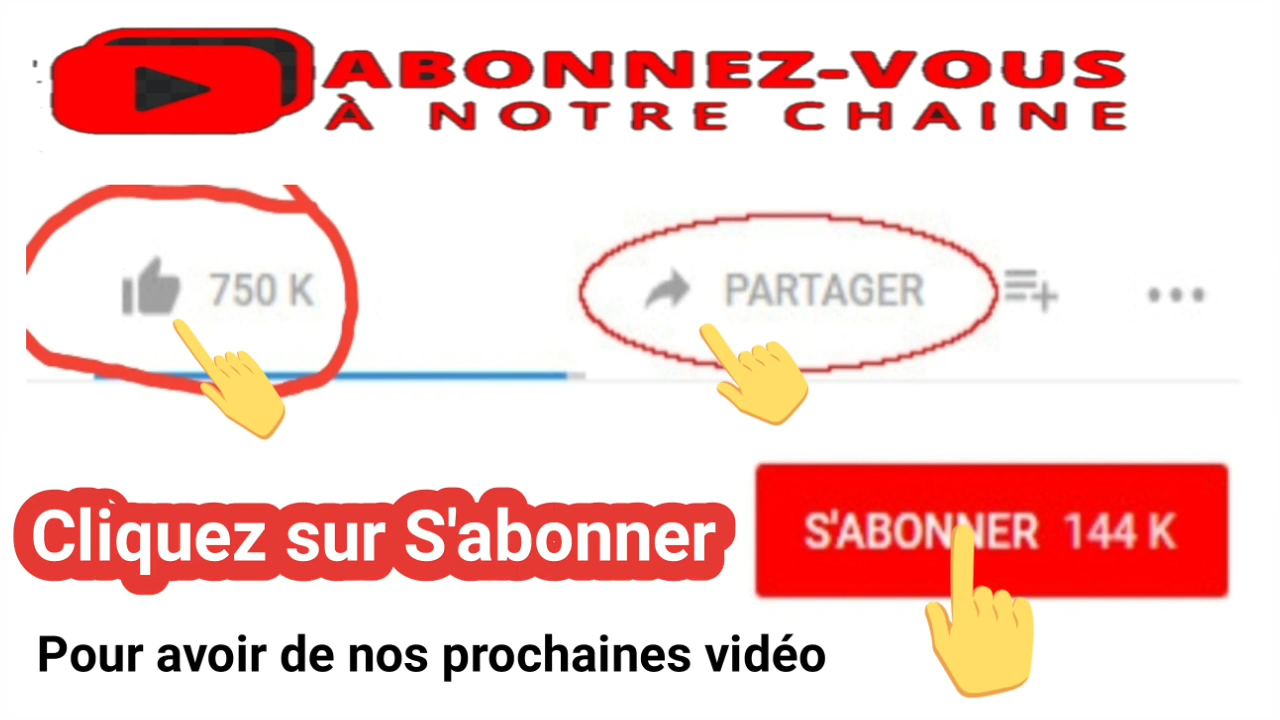 ABONNEZ-VOUS
À NOTRE CHAINE
750 K PARTAGER
Cliquez sur S'abonner
S'ABONNER 144 K
Pour avoir de nos prochaines vidéo